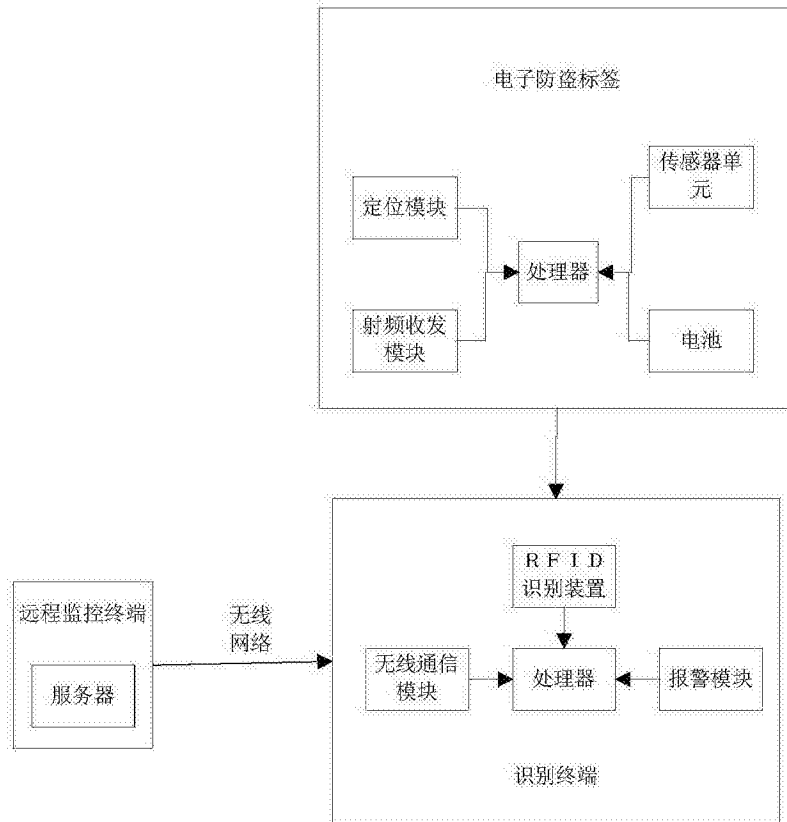 电子防盗标签
传感器单
元
定位模块
处理器
射频收发
模块
电池
RFID
识别装置
远程监控终端
无线
网络
服务器
无线通信
模块
处理器
报警模块
识别终端